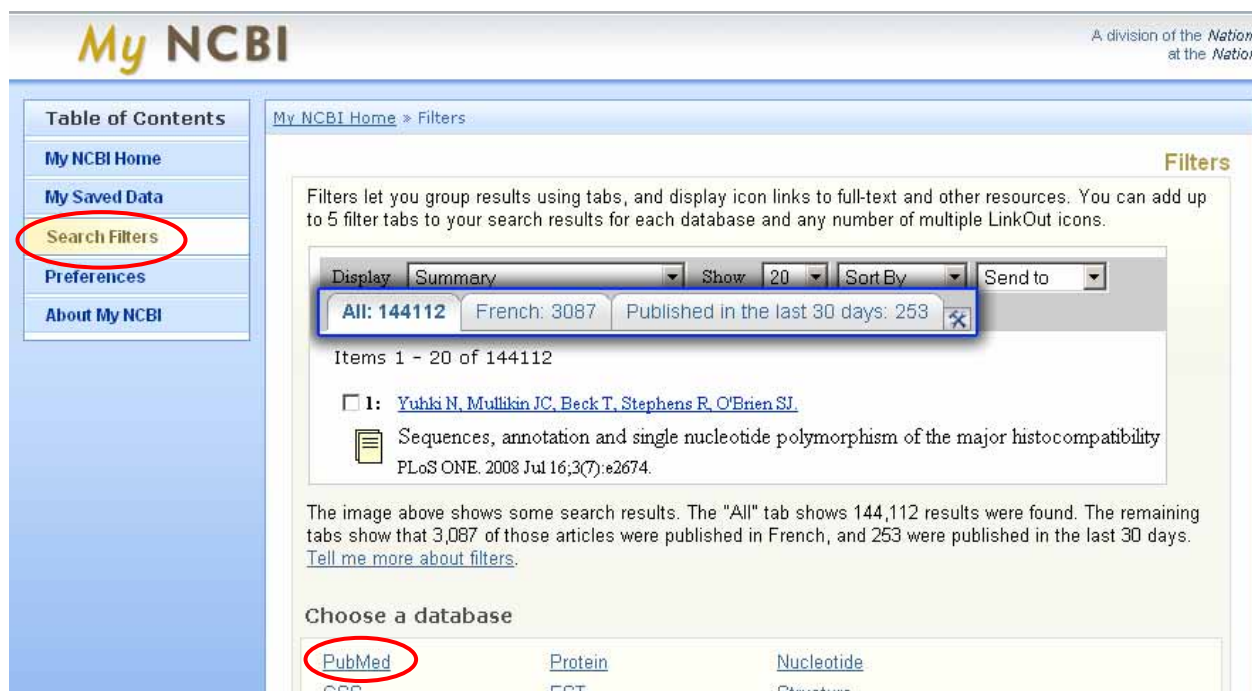 My NCBI
A division of the Nation
at the Nation
Table of Contents
My NCBI Home
My Saved Data
Search Filters
Preferences
About My NCBI
My NCBI Home » Filters
Filters
Filters let you group results using tabs, and display icon links to full-text and other resources. You can add up
to 5 filter tabs to your search results for each database and any number of multiple LinkOut icons.
Display Summary Show 20 Sort By Send to
All: 144112 French: 3087 Published in the last 30 days: 253
Items 1 - 20 of 144112
1: Yuhki N, Mullikin JC, Beck T, Stephens R, O'Brien SJ.
Sequences, annotation and single nucleotide polymorphism of the major histocompatibility
PLoS ONE. 2008 Jul 16;3(7):e2674.
The image above shows some search results. The "All" tab shows 144,112 results were found. The remaining
tabs show that 3,087 of those articles were published in French, and 253 were published in the last 30 days.
Tell me more about filters.
Choose a database
PubMed Protein Nucleotide